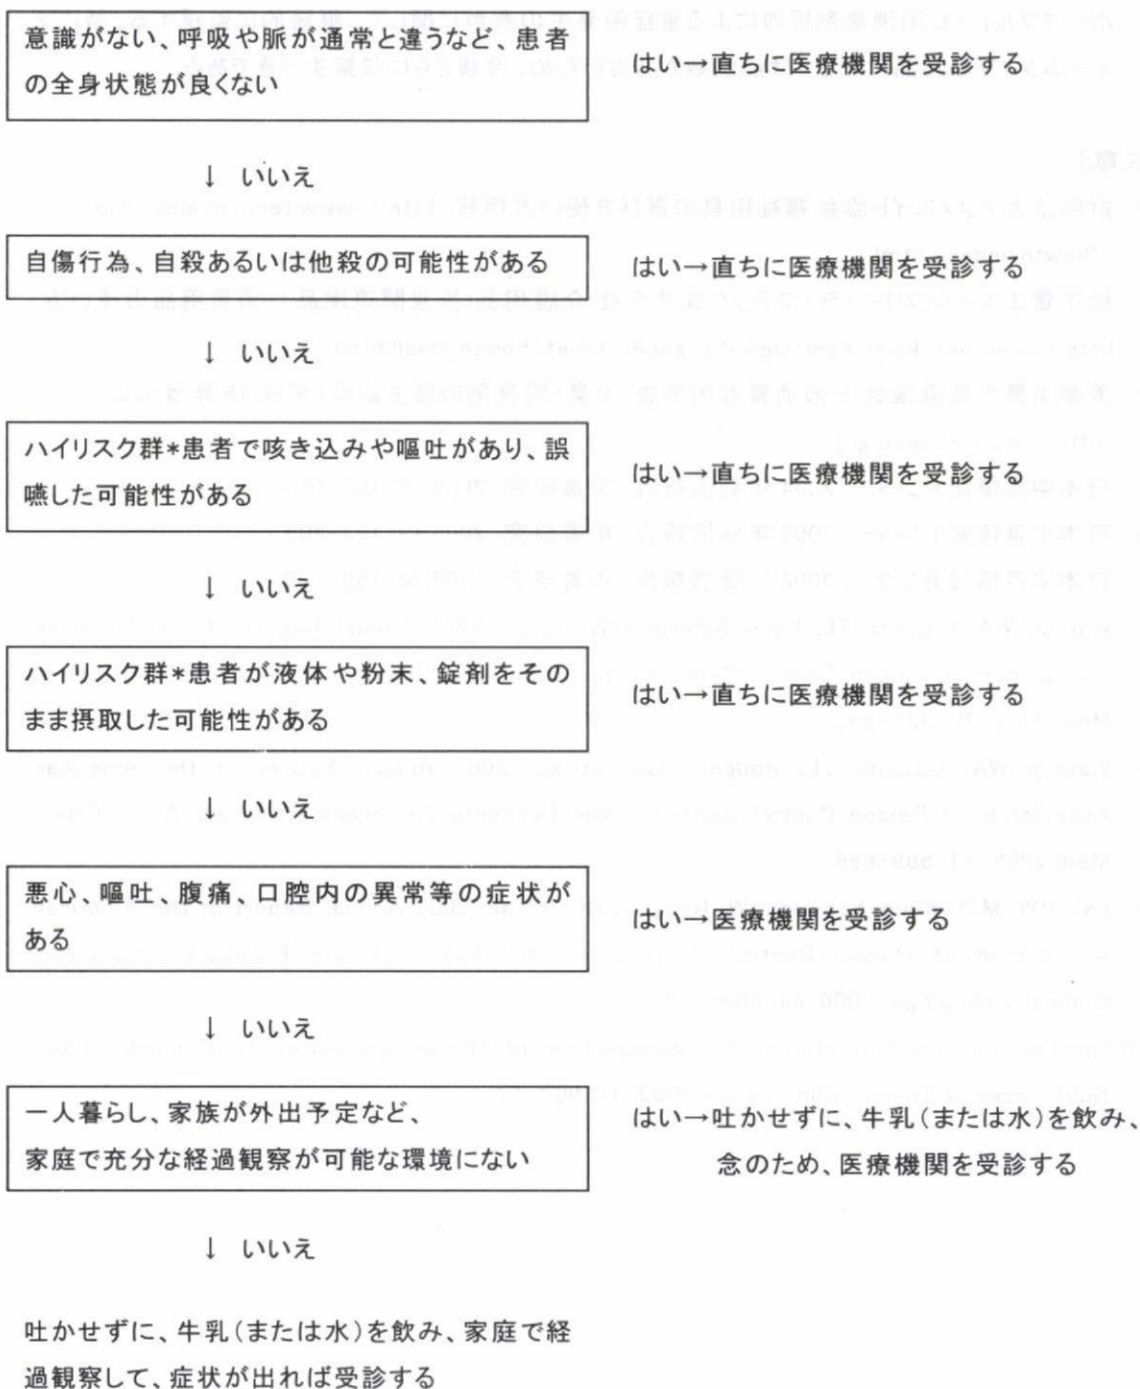 意識がない、呼吸や脈が通常と違うなど、患者
の全身状態が良くない
はい→直ちに医療機関を受診する
↓ いいえ
自傷行為、自殺あるいは他殺の可能性がある
はい→直ちに医療機関を受診する
↓ いいえ
ハイリスク群*患者で咳き込みや嘔吐があり、誤
嚥した可能性がある
はい→直ちに医療機関を受診する
↓ いいえ
ハイリスク群*患者が液体や粉末、錠剤をその
まま摂取した可能性がある
はい→直ちに医療機関を受診する
↓ いいえ
悪心、嘔吐、腹痛、口腔内の異常等の症状が
ある
はい→医療機関を受診する
↓ いいえ
一人暮らし、家族が外出予定など、
家庭で充分な経過観察が可能な環境にない
はい→吐かせずに、牛乳(または水)を飲み、
念のため、医療機関を受診する
↓ いいえ
吐かせずに、牛乳(または水)を飲み、家庭で経
過観察して、症状が出れば受診する